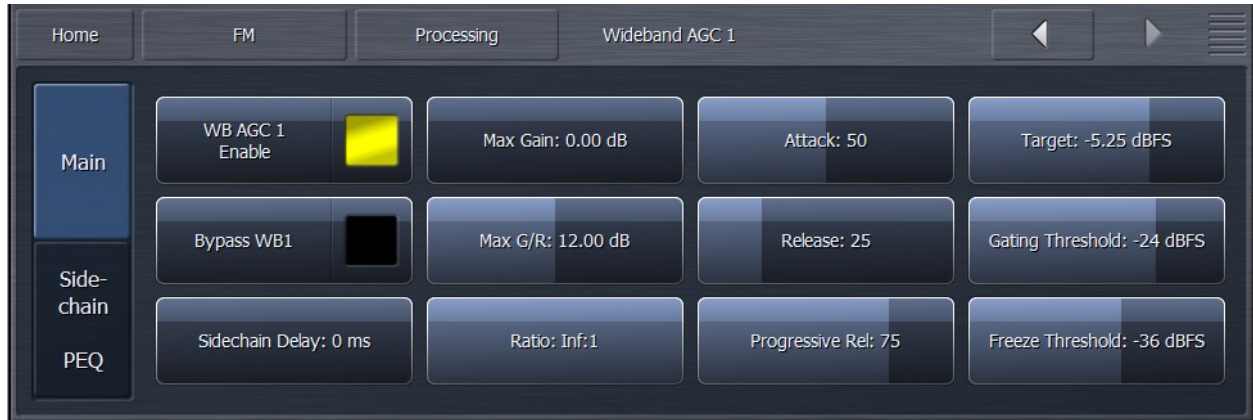 Home
FM
Processing
Wideband AGC 1
Main
Side-
chain
PEQ
WB AGC 1
Enable
Max Gain: 0.00 dB
Attack: 50
Target: -5.25 dBFS
Bypass WB1
Max G/R: 12.00 dB
Release: 25
Gating Threshold: -24 dBFS
Sidechain Delay: 0 ms
Ratio: Inf:1
Progressive Rel: 75
Freeze Threshold: -36 dBFS